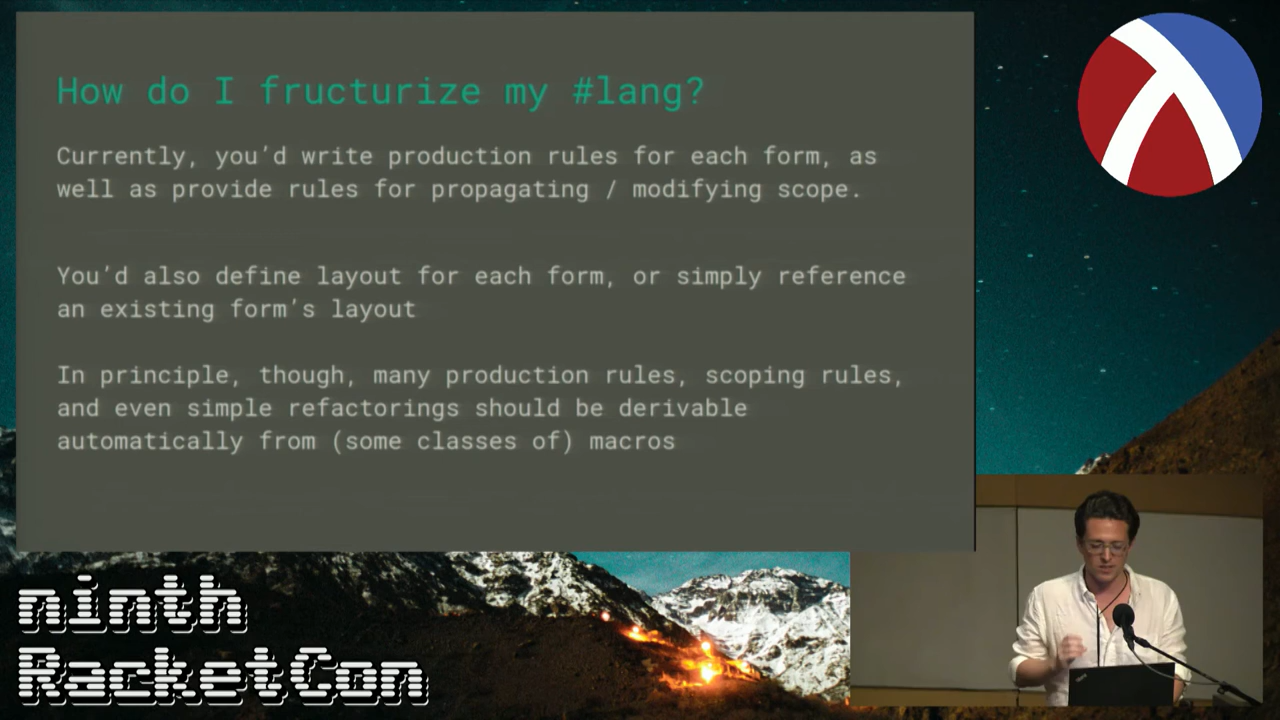 How do I fructurize my #lang?
Currently, you’d write production rules for each form, as
well as provide rules for propagating / modifying scope.
You’d also define layout for each form, or simply reference
an existing form’s layout
In principle, though, many production rules, scoping rules,
and even simple refactorings should be derivable
automatically from (some classes of) macros
ninth
RacketCon